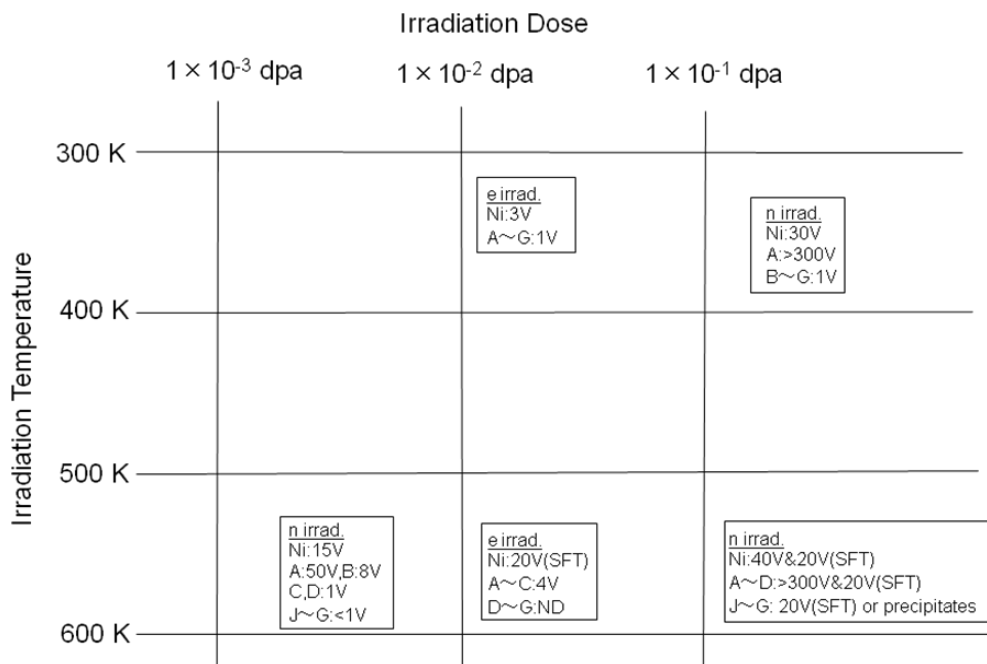 Irradiation Dose
1 × 10⁻³ dpa
1 × 10⁻² dpa
1 × 10⁻¹ dpa
Irradiation Temperature
300 K
e irrad.
Ni:3V
A～G:1V
n irrad.
Ni:30V
A:>300V
B～G:1V
400 K
500 K
n irrad.
Ni:15V
A:50V,B:8V
C,D:1V
J～G:<1V
e irrad.
Ni:20V(SFT)
A～C:4V
D～G:ND
n irrad.
Ni:40V&20V(SFT)
A～D:>300V&20V(SFT)
J～G: 20V(SFT) or precipitates
600 K